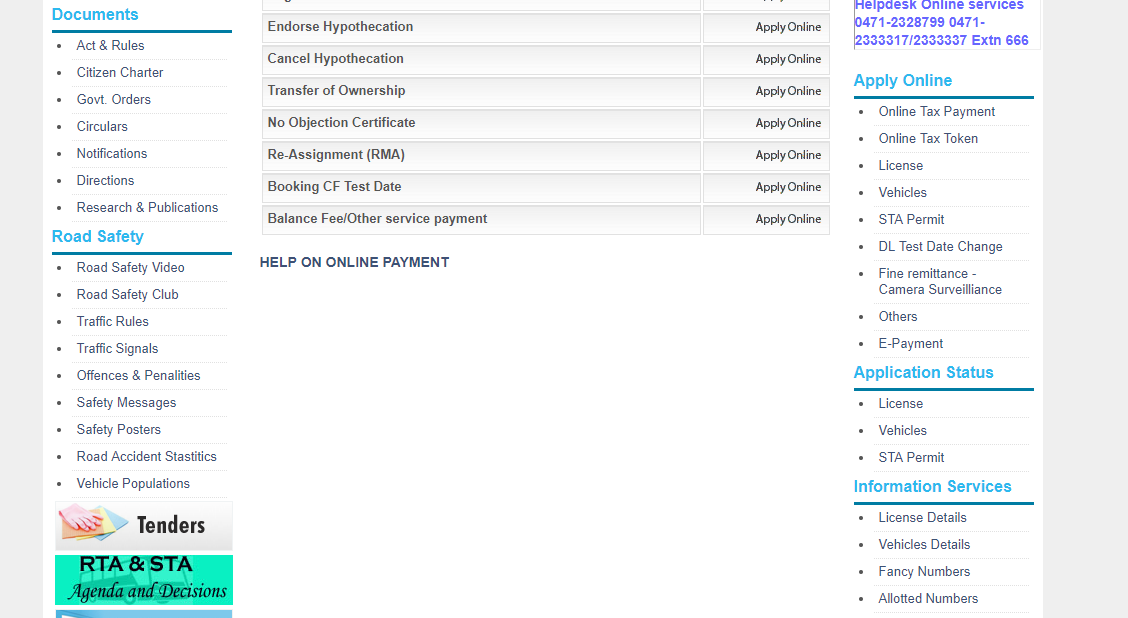 Documents
Act & Rules
Citizen Charter
Govt. Orders
Circulars
Notifications
Directions
Research & Publications
Road Safety
Road Safety Video
Road Safety Club
Traffic Rules
Traffic Signals
Offences & Penalities
Safety Messages
Safety Posters
Road Accident Stastitics
Vehicle Populations
Tenders
RTA & STA
Agenda and Decisions
Endorse Hypothecation Apply Online
Cancel Hypothecation Apply Online
Transfer of Ownership Apply Online
No Objection Certificate Apply Online
Re-Assignment (RMA) Apply Online
Booking CF Test Date Apply Online
Balance Fee/Other service payment Apply Online
HELP ON ONLINE PAYMENT
Helpdesk Online services
0471-2328799 0471-
2333317/2333337 Extn 666
Apply Online
Online Tax Payment
Online Tax Token
License
Vehicles
STA Permit
DL Test Date Change
Fine remittance -
Camera Surveilliance
Others
E-Payment
Application Status
License
Vehicles
STA Permit
Information Services
License Details
Vehicles Details
Fancy Numbers
Allotted Numbers